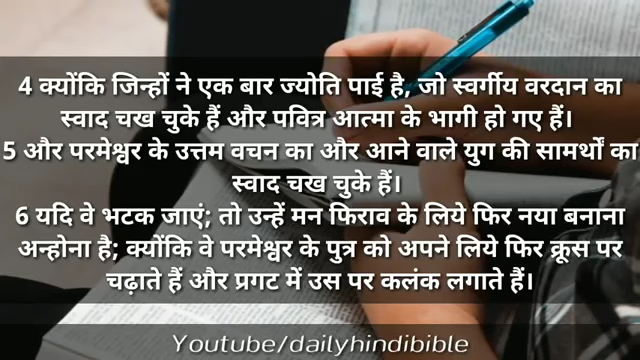 4 क्योंकि जिन्हों ने एक बार ज्योति पाई है, जो स्वर्गीय वरदान का
स्वाद चख चुके हैं और पवित्र आत्मा के भागी हो गए हैं।
5 और परमेश्वर के उत्तम वचन का और आने वाले युग की सामर्थों का
स्वाद चख चुके हैं।
6 यदि वे भटक जाएं; तो उन्हें मन फिराव के लिये फिर नया बनाना
अन्होना है; क्योंकि वे परमेश्वर के पुत्र को अपने लिये फिर क्रूस पर
चढ़ाते हैं और प्रगट में उस पर कलंक लगाते हैं।
Youtube/dailyhindibible